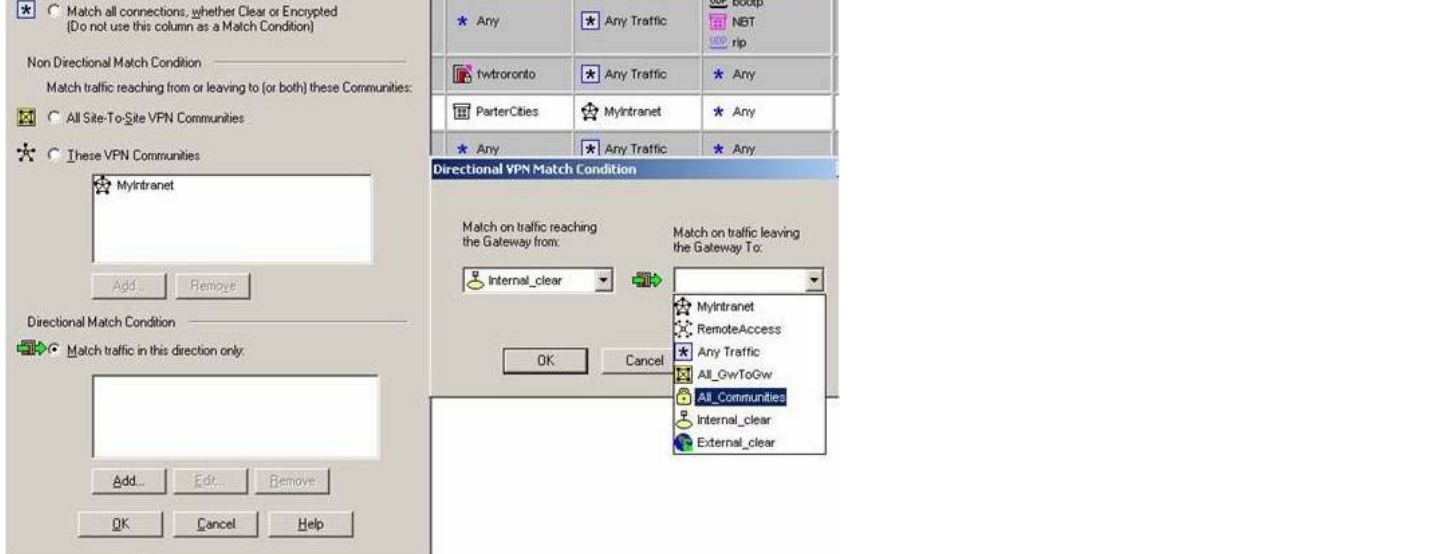 Match all connections, whether Clear or Encrypted
(Do not use this column as a Match Condition)
Non Directional Match Condition
Match traffic reaching from or leaving to (or both) these Communities:
All Site-To-Site VPN Communities
These VPN Communities
MyIntranet
Add...
Remove
Directional Match Condition
Match traffic in this direction only:
Add...
Edit...
Remove
OK
Cancel
Help
UDP bootp
* Any
* Any Traffic
NBT
UDP rip
twtroronto
* Any Traffic
* Any
ParterCities
MyIntranet
* Any
* Any
* Any Traffic
* Any
Directional VPN Match Condition
Match on traffic reaching
the Gateway from:
Match on traffic leaving
the Gateway To:
Internal_clear
OK
Cancel
MyIntranet
RemoteAccess
* Any Traffic
All_GwToGw
All_Communities
Internal_clear
External_clear